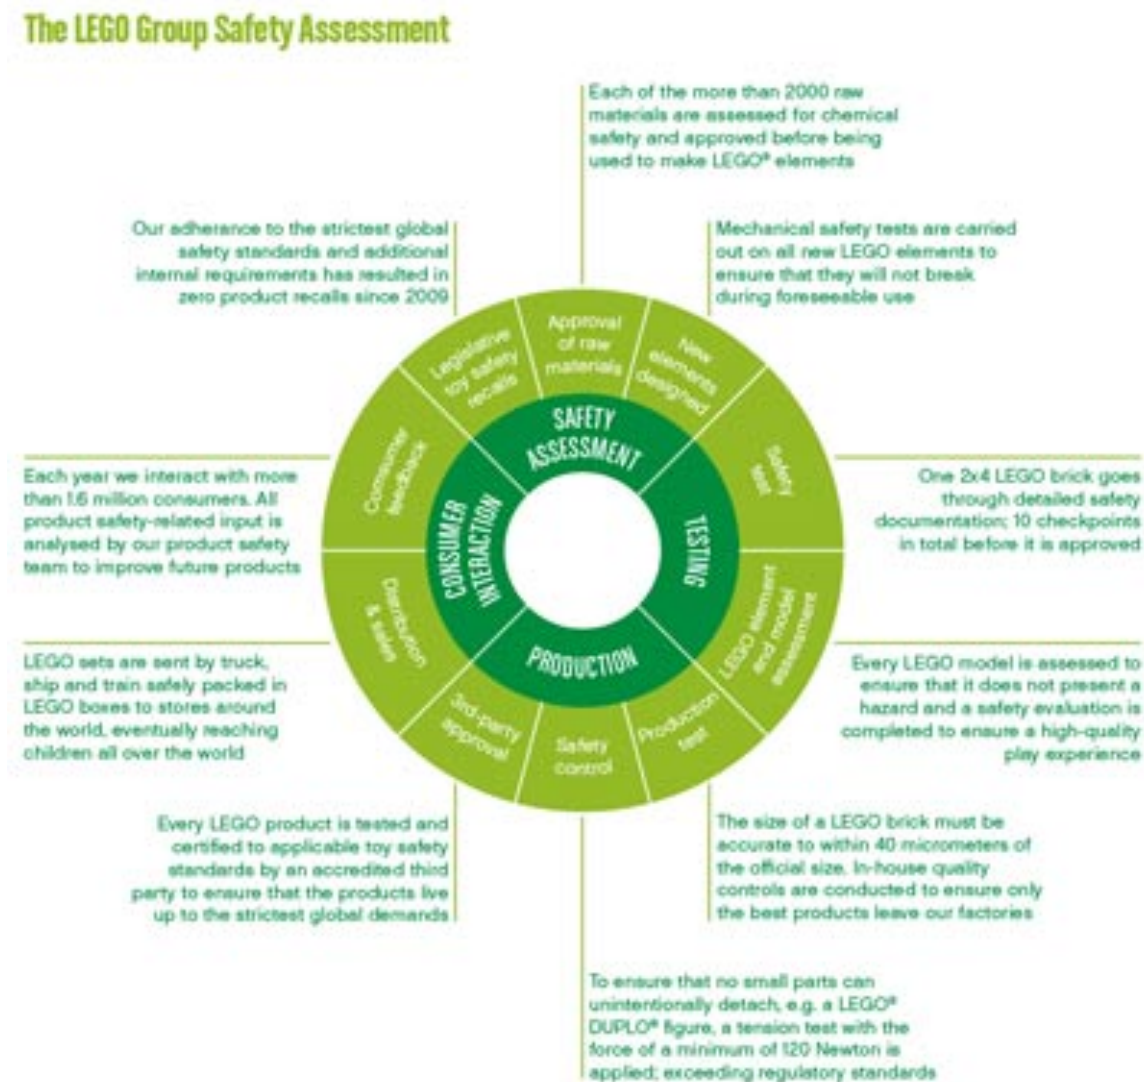 The LEGO Group Safety Assessment
Each of the more than 2000 raw
materials are assessed for chemical
safety and approved before being
used to make LEGO® elements
Our adherance to the strictest global
safety standards and additional
internal requirements has resulted in
zero product recalls since 2009
Mechanical safety tests are carried
out on all new LEGO elements to
ensure that they will not break
during foreseeable use
Legislative
toy safety
recalls
Approval
of raw
materials
New
elements
designed
Consumer
feedback
SAFETY
ASSESSMENT
Safety
test
Each year we interact with more
than 1.6 million consumers. All
product safety-related input is
analysed by our product safety
team to improve future products
One 2x4 LEGO brick goes
through detailed safety
documentation; 10 checkpoints
in total before it is approved
CONSUMER
INTERACTION
TESTING
Distribution
& sales
LEGO element
and model
assessment
PRODUCTION
LEGO sets are sent by truck,
ship and train safely packed in
LEGO boxes to stores around
the world, eventually reaching
children all over the world
Every LEGO model is assessed to
ensure that it does not present a
hazard and a safety evaluation is
completed to ensure a high-quality
play experience
3rd-party
approval
Safety
control
Production
test
Every LEGO product is tested and
certified to applicable toy safety
standards by an accredited third
party to ensure that the products live
up to the strictest global demands
The size of a LEGO brick must be
accurate to within 40 micrometers of
the official size. In-house quality
controls are conducted to ensure only
the best products leave our factories
To ensure that no small parts can
unintentionally detach, e.g. a LEGO®
DUPLO® figure, a tension test with the
force of a minimum of 120 Newton is
applied; exceeding regulatory standards